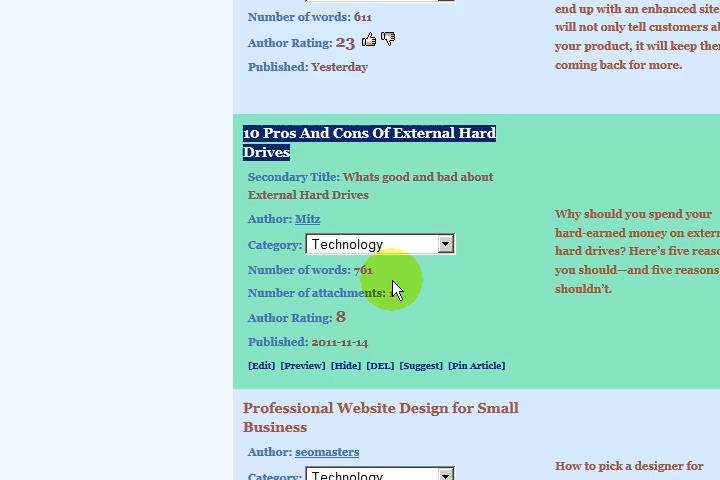 Number of words: 611
Author Rating: 23
Published: Yesterday
end up with an enhanced site
will not only tell customers
your product, it will keep
coming back for more.
10 Pros And Cons Of External Hard
Drives
Secondary Title: Whats good and bad about
External Hard Drives
Author: Mitz
Category: Technology
Number of words: 761
Number of attachments:
Author Rating: 8
Published: 2011-11-14
[Edit] [Preview] [Hide] [DEL] [Suggest] [Pin Article]
Why should you spend your
hard-earned money on
hard drives? Here's five
you should—and five reasons
shouldn't.
Professional Website Design for Small
Business
Author: seomasters
Category: Technology
How to pick a designer for